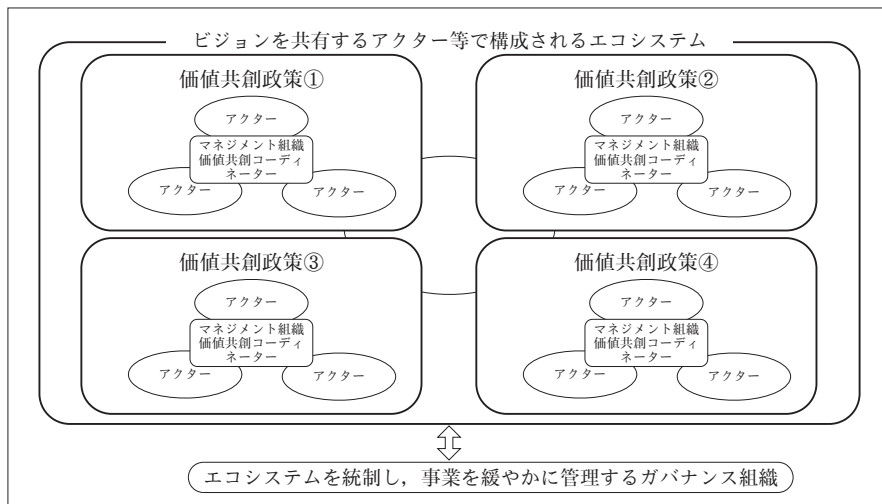 ビジョンを共有するアクター等で構成されるエコシステム
価値共創政策①
アクター
マネジメント組織
価値共創コーディ
ネーター
アクター
アクター
価値共創政策②
アクター
マネジメント組織
価値共創コーディ
ネーター
アクター
アクター
価値共創政策③
アクター
マネジメント組織
価値共創コーディ
ネーター
アクター
アクター
価値共創政策④
アクター
マネジメント組織
価値共創コーディ
ネーター
アクター
アクター
エコシステムを統制し，事業を緩やかに管理するガバナンス組織